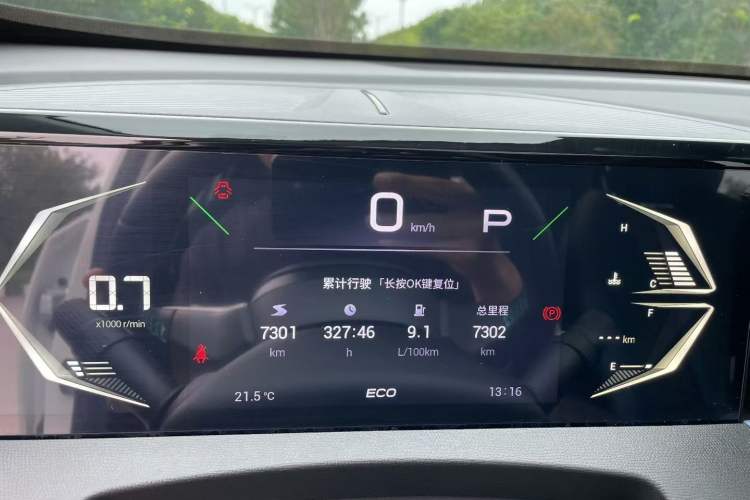 0 km/h P
H
累计行驶「长按OK键复位」
C
0.7
x1000 r/min
总里程
F
7301 327:46 9.1 7302
km h L/100km km
(P)
--- km
E
21.5℃ ECO 13:16